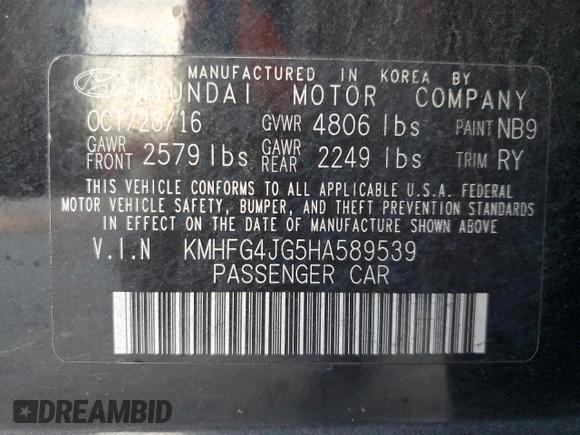 MANUFACTURED IN KOREA BY
HYUNDAI MOTOR COMPANY
OCT/28/16 GVWR 4806 lbs PAINT NB9
GAWR FRONT 2579 lbs GAWR REAR 2249 lbs TRIM RY
THIS VEHICLE CONFORMS TO ALL APPLICABLE U.S.A. FEDERAL
MOTOR VEHICLE SAFETY, BUMPER, AND THEFT PREVENTION STANDARDS
IN EFFECT ON THE DATE OF MANUFACTURE SHOWN ABOVE.
V.I.N KMHFG4JG5HA589539
PASSENGER CAR
DREAMBID